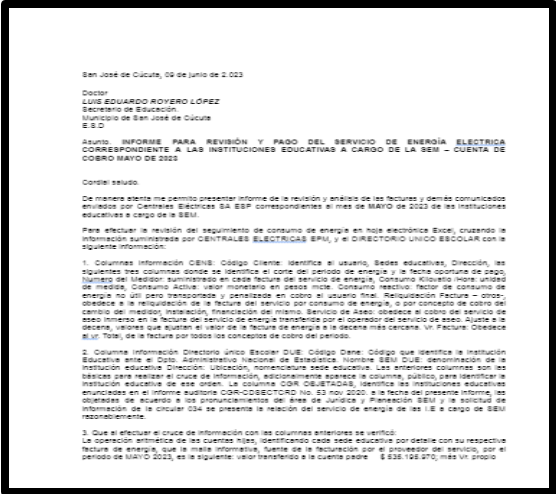 San José de Cúcuta, 09 de junio de 2.023
Doctor
LUIS EDUARDO ROYERO LÓPEZ
Secretario de Educación.
Municipio de San José de Cúcuta
E.S.D
Asunto. INFORME PARA REVISIÓN Y PAGO DEL SERVICIO DE ENERGÍA ELECTRICA
CORRESPONDIENTE A LAS INSTITUCIONES EDUCATIVAS A CARGO DE LA SEM – CUENTA DE
COBRO MAYO DE 2023
Cordial saludo.
De manera atenta me permito presentar informe de la revisión y análisis de las facturas y demás comunicados
enviados por Centrales Eléctricas SA ESP correspondientes al mes de MAYO de 2023 de las instituciones
educativas a cargo de la SEM.
Para efectuar la revisión del seguimiento de consumo de energía en hoja electrónica Excel, cruzando la
información suministrada por CENTRALES ELECTRICAS EPM, y el DIRECTORIO UNICO ESCOLAR con la
siguiente información:
1. Columnas información CENS: Código Cliente: Identifica al usuario, Sedes educativas, Dirección, las
siguientes tres columnas donde se identifica el corte del periodo de energía y la fecha oportuna de pago,
Numero del Medidor: suministrado en cada factura del servicio de energía, Consumo Kilovatio /Hora: unidad
de medida, Consumo Activa: valor monetario en pesos mcte. Consumo reactivo: factor de consumo de
energía no útil pero transportada y penalizada en cobro al usuario final. Reliquidación Factura – otros-,
obedece a la reliquidación de la factura del servicio por consumo de energía, o por concepto de cobro del
cambio del medidor, instalación, financiación del mismo. Servicio de Aseo: obedece al cobro del servicio de
aseo inmerso en la factura del servicio de energía transferida por el operador del servicio de aseo. Ajuste a la
decena, valores que ajustan el valor de la factura de energía a la decena más cercana. Vr. Factura: Obedece
al vr. Total, de la factura por todos los conceptos de cobro del periodo.
2. Columna información Directorio único Escolar DUE: Código Dane: Código que identifica la Institución
Educativa ante el Dpto. Administrativo Nacional de Estadística. Nombre SEM DUE: denominación de la
institución educativa Dirección: Ubicación, nomenclatura sede educativa. Las anteriores columnas son las
básicas para realizar el cruce de información, adicionalmente aparece la columna, público, para identificar la
institución educativa de ese orden. La columna CGR OBJETADAS, identifica las instituciones educativas
enunciadas en el informe auditoria CGR-CDSECTCRD No. 53 nov 2020. a la fecha del presente informe, las
objetadas de acuerdo a los pronunciamientos del área de Jurídica y Planeación SEM y la solicitud de
información de la circular 034 se presenta la relación del servicio de energía de las I.E a cargo de SEM
razonablemente.
3. Que al efectuar el cruce de información con las columnas anteriores se verificó:
La operación aritmética de las cuentas hijas, identificando cada sede educativa por detalle con su respectiva
factura de energía, que la malla informativa, fuente de la facturación por el proveedor del servicio, por el
periodo de MAYO 2023, es la siguiente: valor transferido a la cuenta padre $ 535.195.970; más Vr. propio